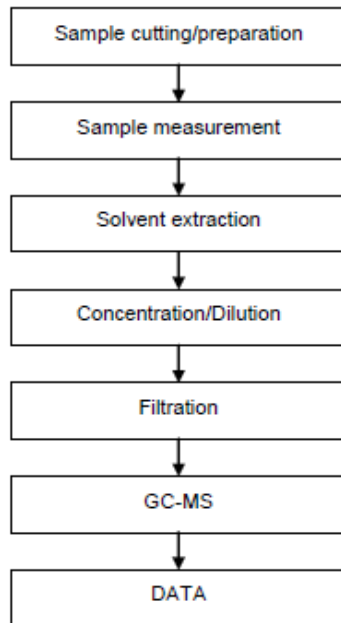 Sample cutting/preparation
Sample measurement
Solvent extraction
Concentration/Dilution
Filtration
GC-MS
DATA